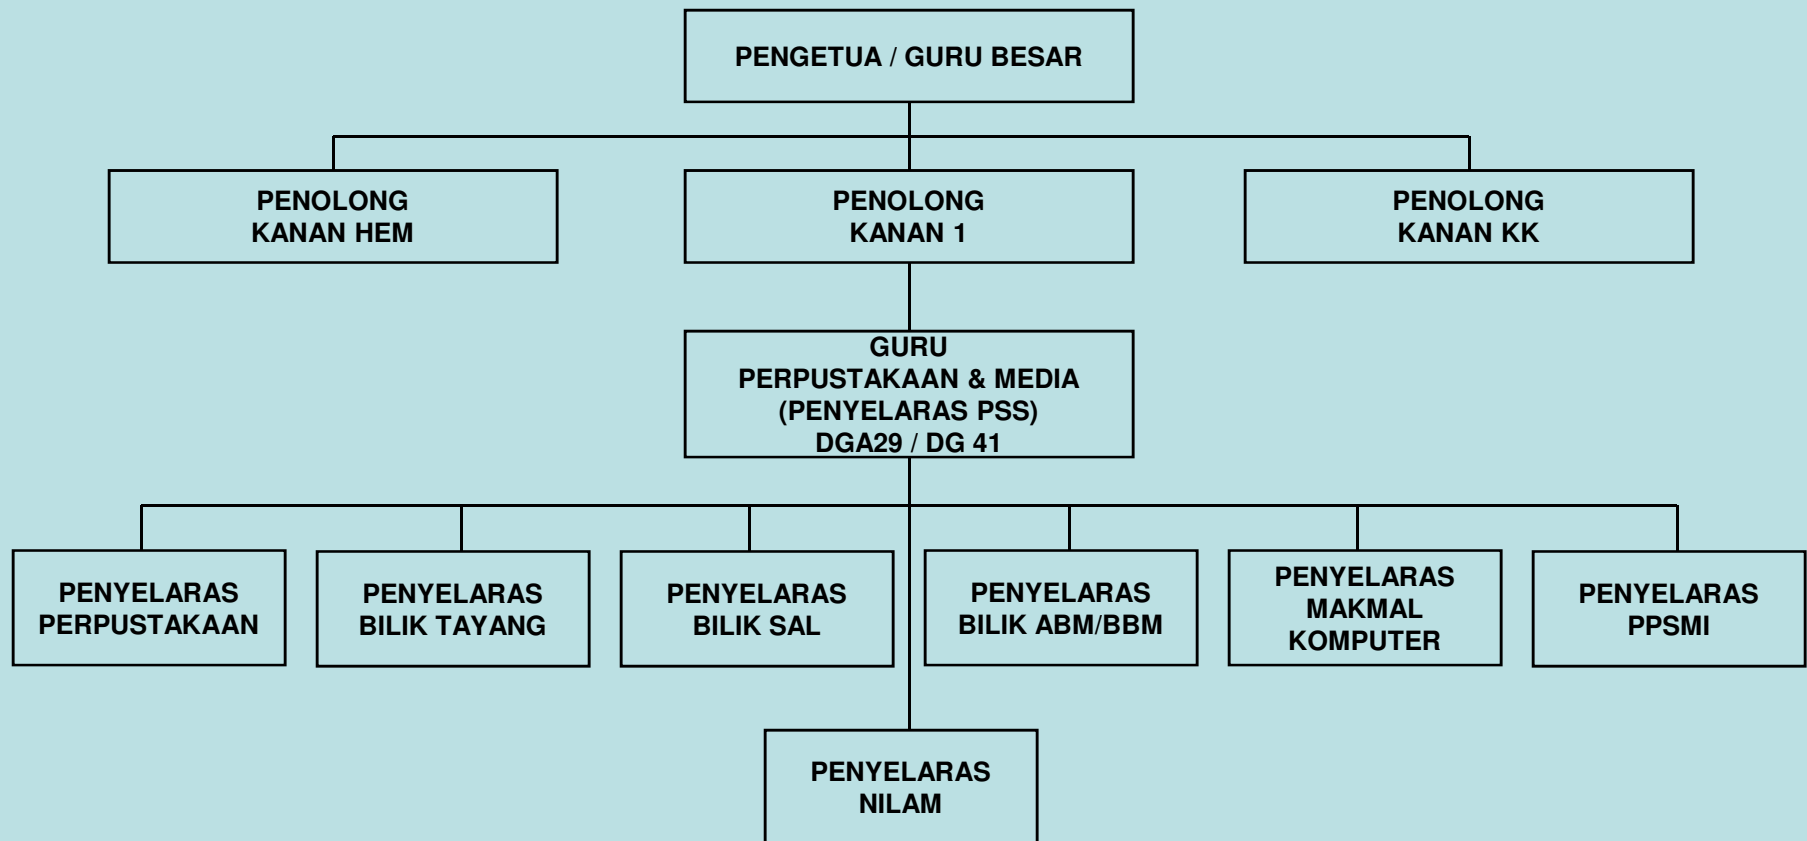 PENGETUA / GURU BESAR
PENOLONG
KANAN HEM
PENOLONG
KANAN 1
PENOLONG
KANAN KK
GURU
PERPUSTAKAAN & MEDIA
(PENYELARAS PSS)
DGA29 / DG 41
PENYELARAS
PERPUSTAKAAN
PENYELARAS
BILIK TAYANG
PENYELARAS
BILIK SAL
PENYELARAS
BILIK ABM/BBM
PENYELARAS
MAKMAL
KOMPUTER
PENYELARAS
PPSMI
PENYELARAS
NILAM